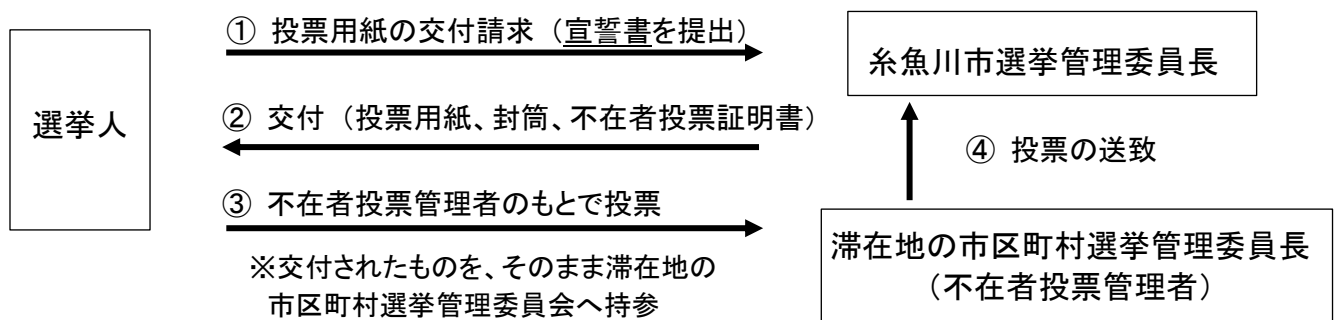 ① 投票用紙の交付請求 （宣誓書を提出）
糸魚川市選挙管理委員長
選挙人
② 交付 （投票用紙、封筒、不在者投票証明書）
④ 投票の送致
③ 不在者投票管理者のもとで投票
滞在地の市区町村選挙管理委員長
（不在者投票管理者）
※交付されたものを、そのまま滞在地の
市区町村選挙管理委員会へ持参